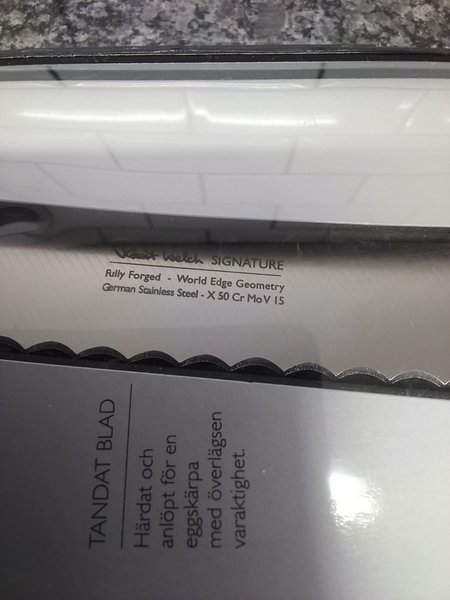 Robert Welch SIGNATURE
Fully Forged - World Edge Geometry
German Stainless Steel - X 50 Cr Mo V 15
TANDAT BLAD
Härdat och
anlöpt för en
eggskärpa
med överlägsen
varaktighet.